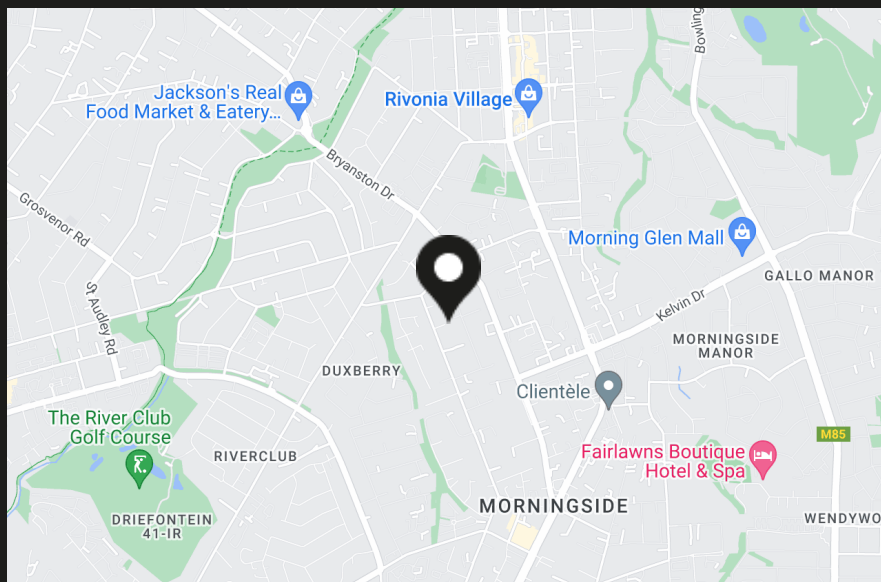 Bowling
Jackson's Real
Food Market & Eatery...
Rivonia Village
Bryanston Dr
Grosvenor Rd
Morning Glen Mall
GALLO MANOR
St Audley Rd
Kelvin Dr
MORNINGSIDE
MANOR
DUXBERRY
Clientèle
The River Club
Golf Course
M85
RIVERCLUB
Fairlawns Boutique
Hotel & Spa
MORNINGSIDE
DRIEFONTEIN
41-IR
WENDYWO